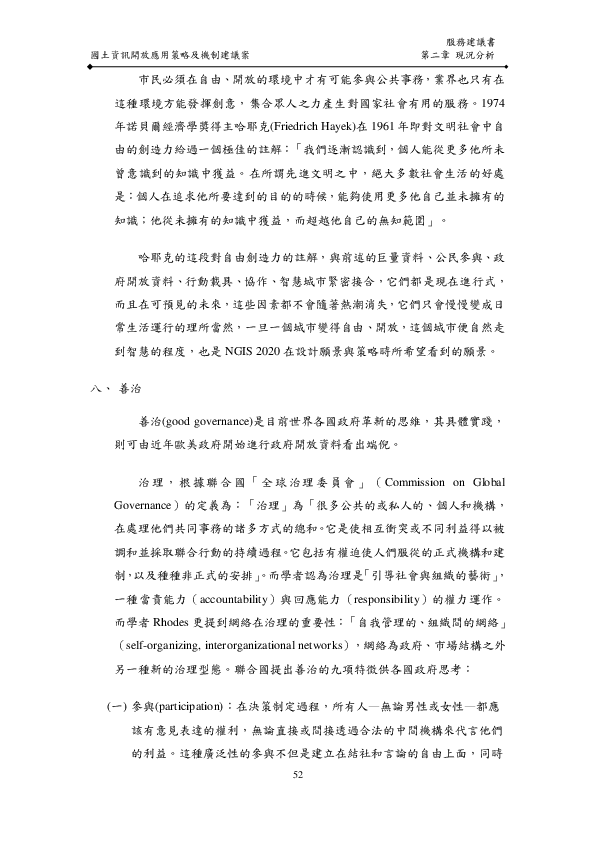 服務建議書
國土資訊開放應用策略及機制建議案 第二章 現況分析
市民必須在自由、開放的環境中才有可能參與公共事務，業界也只有在
這種環境方能發揮創意，集合眾人之力產生對國家社會有用的服務。1974
年諾貝爾經濟學獎得主哈耶克(Friedrich Hayek)在 1961 年即對文明社會中自
由的創造力給過一個極佳的註解：「我們逐漸認識到，個人能從更多他所未
曾意識到的知識中獲益。在所謂先進文明之中，絕大多數社會生活的好處
是：個人在追求他所要達到的目的的時候，能夠使用更多他自己並未擁有的
知識；他從未擁有的知識中獲益，而超越他自己的無知範圍」。
哈耶克的這段對自由創造力的註解，與前述的巨量資料、公民參與、政
府開放資料、行動載具、協作、智慧城市緊密接合，它們都是現在進行式，
而且在可預見的未來，這些因素都不會隨著熱潮消失，它們只會慢慢變成日
常生活運行的理所當然，一旦一個城市變得自由、開放，這個城市便自然走
到智慧的程度，也是 NGIS 2020 在設計願景與策略時所希望看到的願景。
八、 善治
善治(good governance)是目前世界各國政府革新的思維，其具體實踐，
則可由近年歐美政府開始進行政府開放資料看出端倪。
治理，根據聯合國「全球治理委員會」（Commission on Global
Governance）的定義為：「治理」為「很多公共的或私人的、個人和機構，
在處理他們共同事務的諸多方式的總和。它是使相互衝突或不同利益得以被
調和並採取聯合行動的持續過程。它包括有權迫使人們服從的正式機構和建
制，以及種種非正式的安排」。而學者認為治理是「引導社會與組織的藝術」，
一種當責能力（accountability）與回應能力（responsibility）的權力運作。
而學者 Rhodes 更提到網絡在治理的重要性：「自我管理的、組織間的網絡」
（self-organizing, interorganizational networks），網絡為政府、市場結構之外
另一種新的治理型態。聯合國提出善治的九項特徵供各國政府思考：
(一) 參與(participation)：在決策制定過程，所有人—無論男性或女性—都應
該有意見表達的權利，無論直接或間接透過合法的中間機構來代言他們
的利益。這種廣泛性的參與不但是建立在結社和言論的自由上面，同時
52